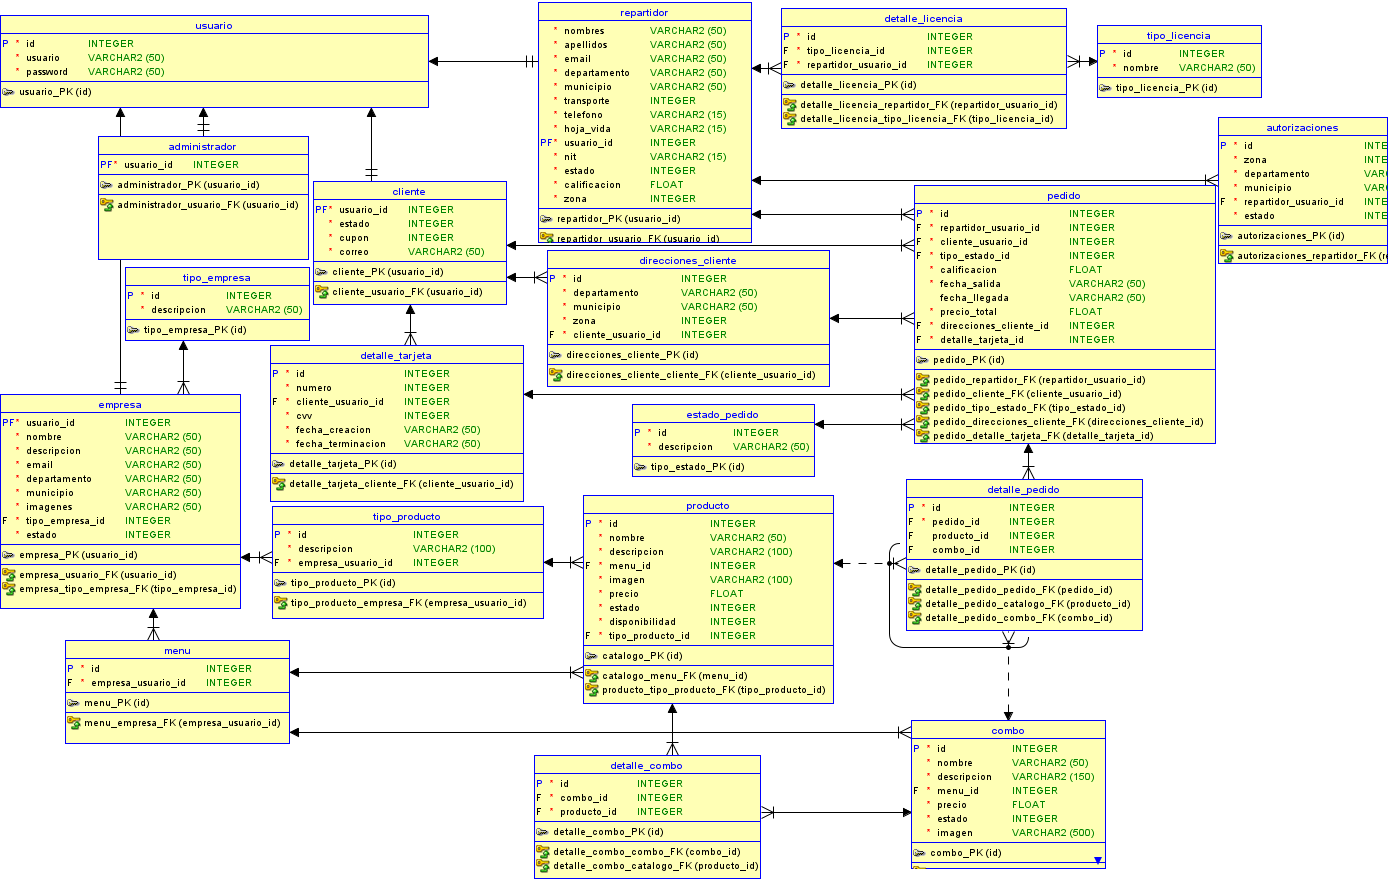 usuario
P * id INTEGER
* usuario VARCHAR2 (50)
* password VARCHAR2 (50)
usuario_PK (id)
repartidor
* nombres VARCHAR2 (50)
* apellidos VARCHAR2 (50)
* email VARCHAR2 (50)
* departamento VARCHAR2 (50)
* municipio VARCHAR2 (50)
* transporte INTEGER
* telefono VARCHAR2 (15)
* hoja_vida VARCHAR2 (15)
PF* usuario_id INTEGER
* nit VARCHAR2 (15)
* estado INTEGER
* calificacion FLOAT
* zona INTEGER
repartidor_PK (usuario_id)
repartidor_usuario_FK (usuario_id)
detalle_licencia
P * id INTEGER
F * tipo_licencia_id INTEGER
F * repartidor_usuario_id INTEGER
detalle_licencia_PK (id)
detalle_licencia_repartidor_FK (repartidor_usuario_id)
detalle_licencia_tipo_licencia_FK (tipo_licencia_id)
tipo_licencia
P * id INTEGER
* nombre VARCHAR2 (50)
tipo_licencia_PK (id)
autorizaciones
P * id INTE
* zona INTE
* departamento VAR
* municipio VAR
F * repartidor_usuario_id INTE
* estado INTE
autorizaciones_PK (id)
autorizaciones_repartidor_FK (re
administrador
PF* usuario_id INTEGER
administrador_PK (usuario_id)
administrador_usuario_FK (usuario_id)
cliente
PF* usuario_id INTEGER
* estado INTEGER
* cupon INTEGER
* correo VARCHAR2 (50)
cliente_PK (usuario_id)
cliente_usuario_FK (usuario_id)
pedido
P * id INTEGER
F * repartidor_usuario_id INTEGER
F * cliente_usuario_id INTEGER
F * tipo_estado_id INTEGER
* calificacion FLOAT
* fecha_salida VARCHAR2 (50)
fecha_llegada VARCHAR2 (50)
* precio_total FLOAT
F * direcciones_cliente_id INTEGER
F * detalle_tarjeta_id INTEGER
pedido_PK (id)
pedido_repartidor_FK (repartidor_usuario_id)
pedido_cliente_FK (cliente_usuario_id)
pedido_tipo_estado_FK (tipo_estado_id)
pedido_direcciones_cliente_FK (direcciones_cliente_id)
pedido_detalle_tarjeta_FK (detalle_tarjeta_id)
direcciones_cliente
P * id INTEGER
* departamento VARCHAR2 (50)
* municipio VARCHAR2 (50)
* zona INTEGER
F * cliente_usuario_id INTEGER
direcciones_cliente_PK (id)
direcciones_cliente_cliente_FK (cliente_usuario_id)
tipo_empresa
P * id INTEGER
* descripcion VARCHAR2 (50)
tipo_empresa_PK (id)
detalle_tarjeta
P * id INTEGER
* numero INTEGER
F * cliente_usuario_id INTEGER
* cvv INTEGER
* fecha_creacion VARCHAR2 (50)
* fecha_terminacion VARCHAR2 (50)
detalle_tarjeta_PK (id)
detalle_tarjeta_cliente_FK (cliente_usuario_id)
empresa
PF* usuario_id INTEGER
* nombre VARCHAR2 (50)
* descripcion VARCHAR2 (50)
* email VARCHAR2 (50)
* departamento VARCHAR2 (50)
* municipio VARCHAR2 (50)
* imagenes VARCHAR2 (50)
F * tipo_empresa_id INTEGER
* estado INTEGER
empresa_PK (usuario_id)
empresa_usuario_FK (usuario_id)
empresa_tipo_empresa_FK (tipo_empresa_id)
estado_pedido
P * id INTEGER
* descripcion VARCHAR2 (50)
tipo_estado_PK (id)
detalle_pedido
P * id INTEGER
F * pedido_id INTEGER
F producto_id INTEGER
F combo_id INTEGER
detalle_pedido_PK (id)
detalle_pedido_pedido_FK (pedido_id)
detalle_pedido_catalogo_FK (producto_id)
detalle_pedido_combo_FK (combo_id)
producto
P * id INTEGER
* nombre VARCHAR2 (50)
* descripcion VARCHAR2 (100)
F * menu_id INTEGER
* imagen VARCHAR2 (100)
* precio FLOAT
* estado INTEGER
* disponibilidad INTEGER
F * tipo_producto_id INTEGER
catalogo_PK (id)
catalogo_menu_FK (menu_id)
producto_tipo_producto_FK (tipo_producto_id)
tipo_producto
P * id INTEGER
* descripcion VARCHAR2 (100)
F * empresa_usuario_id INTEGER
tipo_producto_PK (id)
tipo_producto_empresa_FK (empresa_usuario_id)
menu
P * id INTEGER
F * empresa_usuario_id INTEGER
menu_PK (id)
menu_empresa_FK (empresa_usuario_id)
combo
P * id INTEGER
* nombre VARCHAR2 (50)
* descripcion VARCHAR2 (150)
F * menu_id INTEGER
* precio FLOAT
* estado INTEGER
* imagen VARCHAR2 (500)
combo_PK (id)
detalle_combo
P * id INTEGER
F * combo_id INTEGER
F * producto_id INTEGER
detalle_combo_PK (id)
detalle_combo_combo_FK (combo_id)
detalle_combo_catalogo_FK (producto_id)